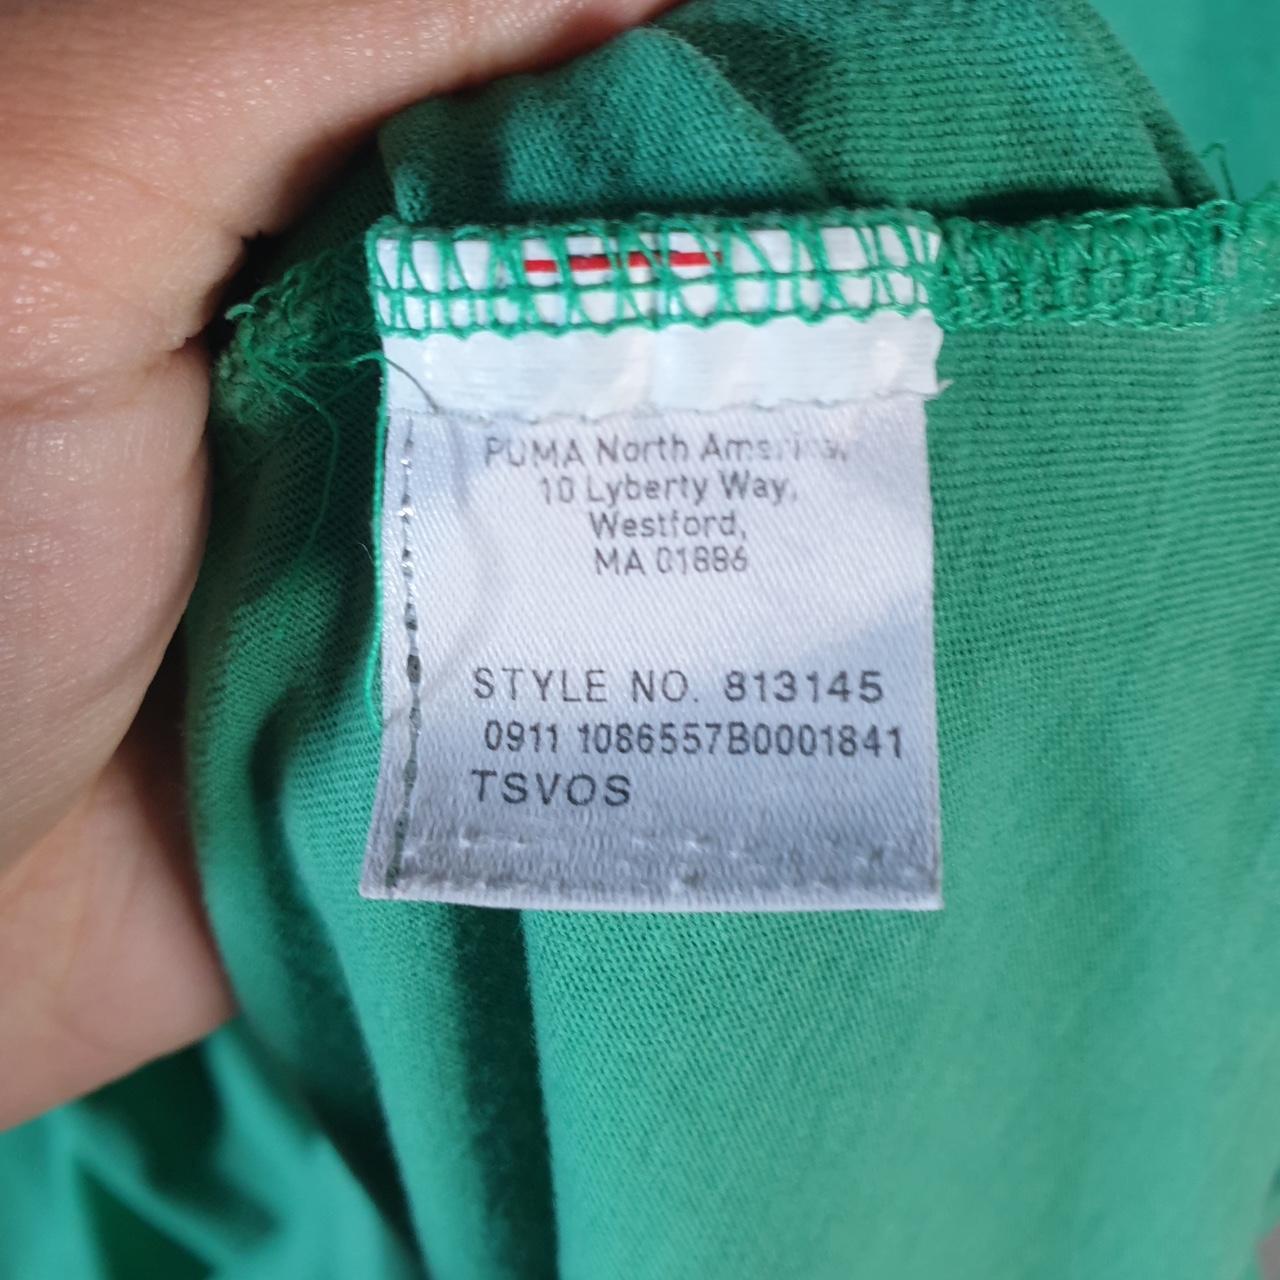 PUMA North America,
10 Lyberty Way,
Westford,
MA 01886
STYLE NO. 813145
0911 1086557B0001841
TSVOS